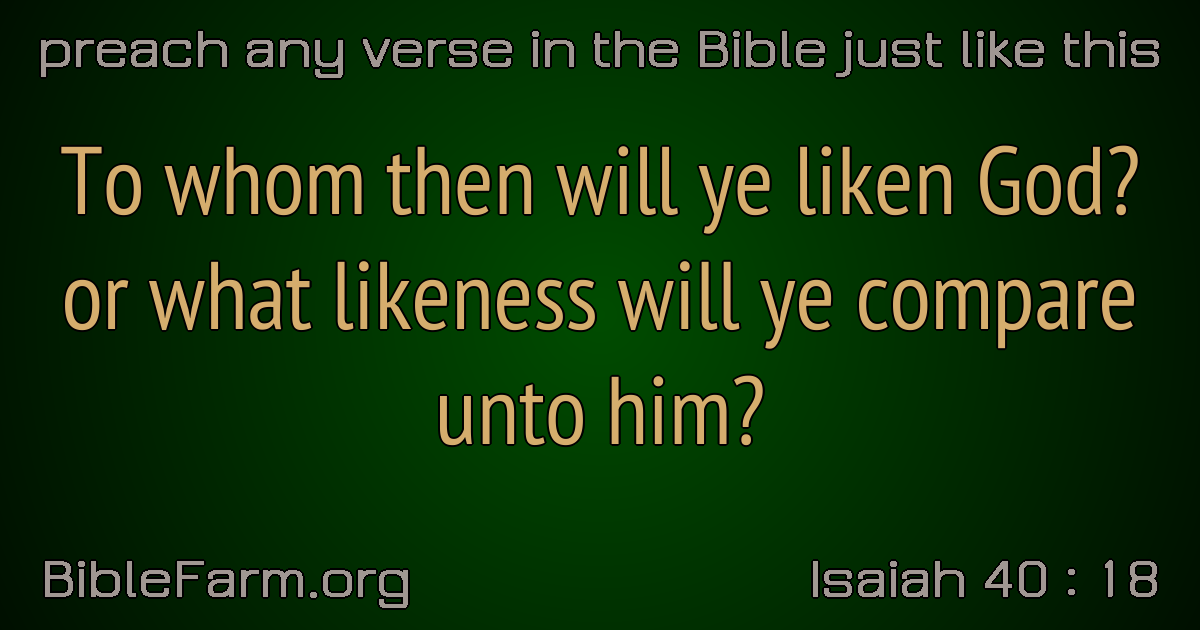 preach any verse in the Bible just like this
To whom then will ye liken God?
or what likeness will ye compare
unto him?
BibleFarm.org
Isaiah 40 : 18